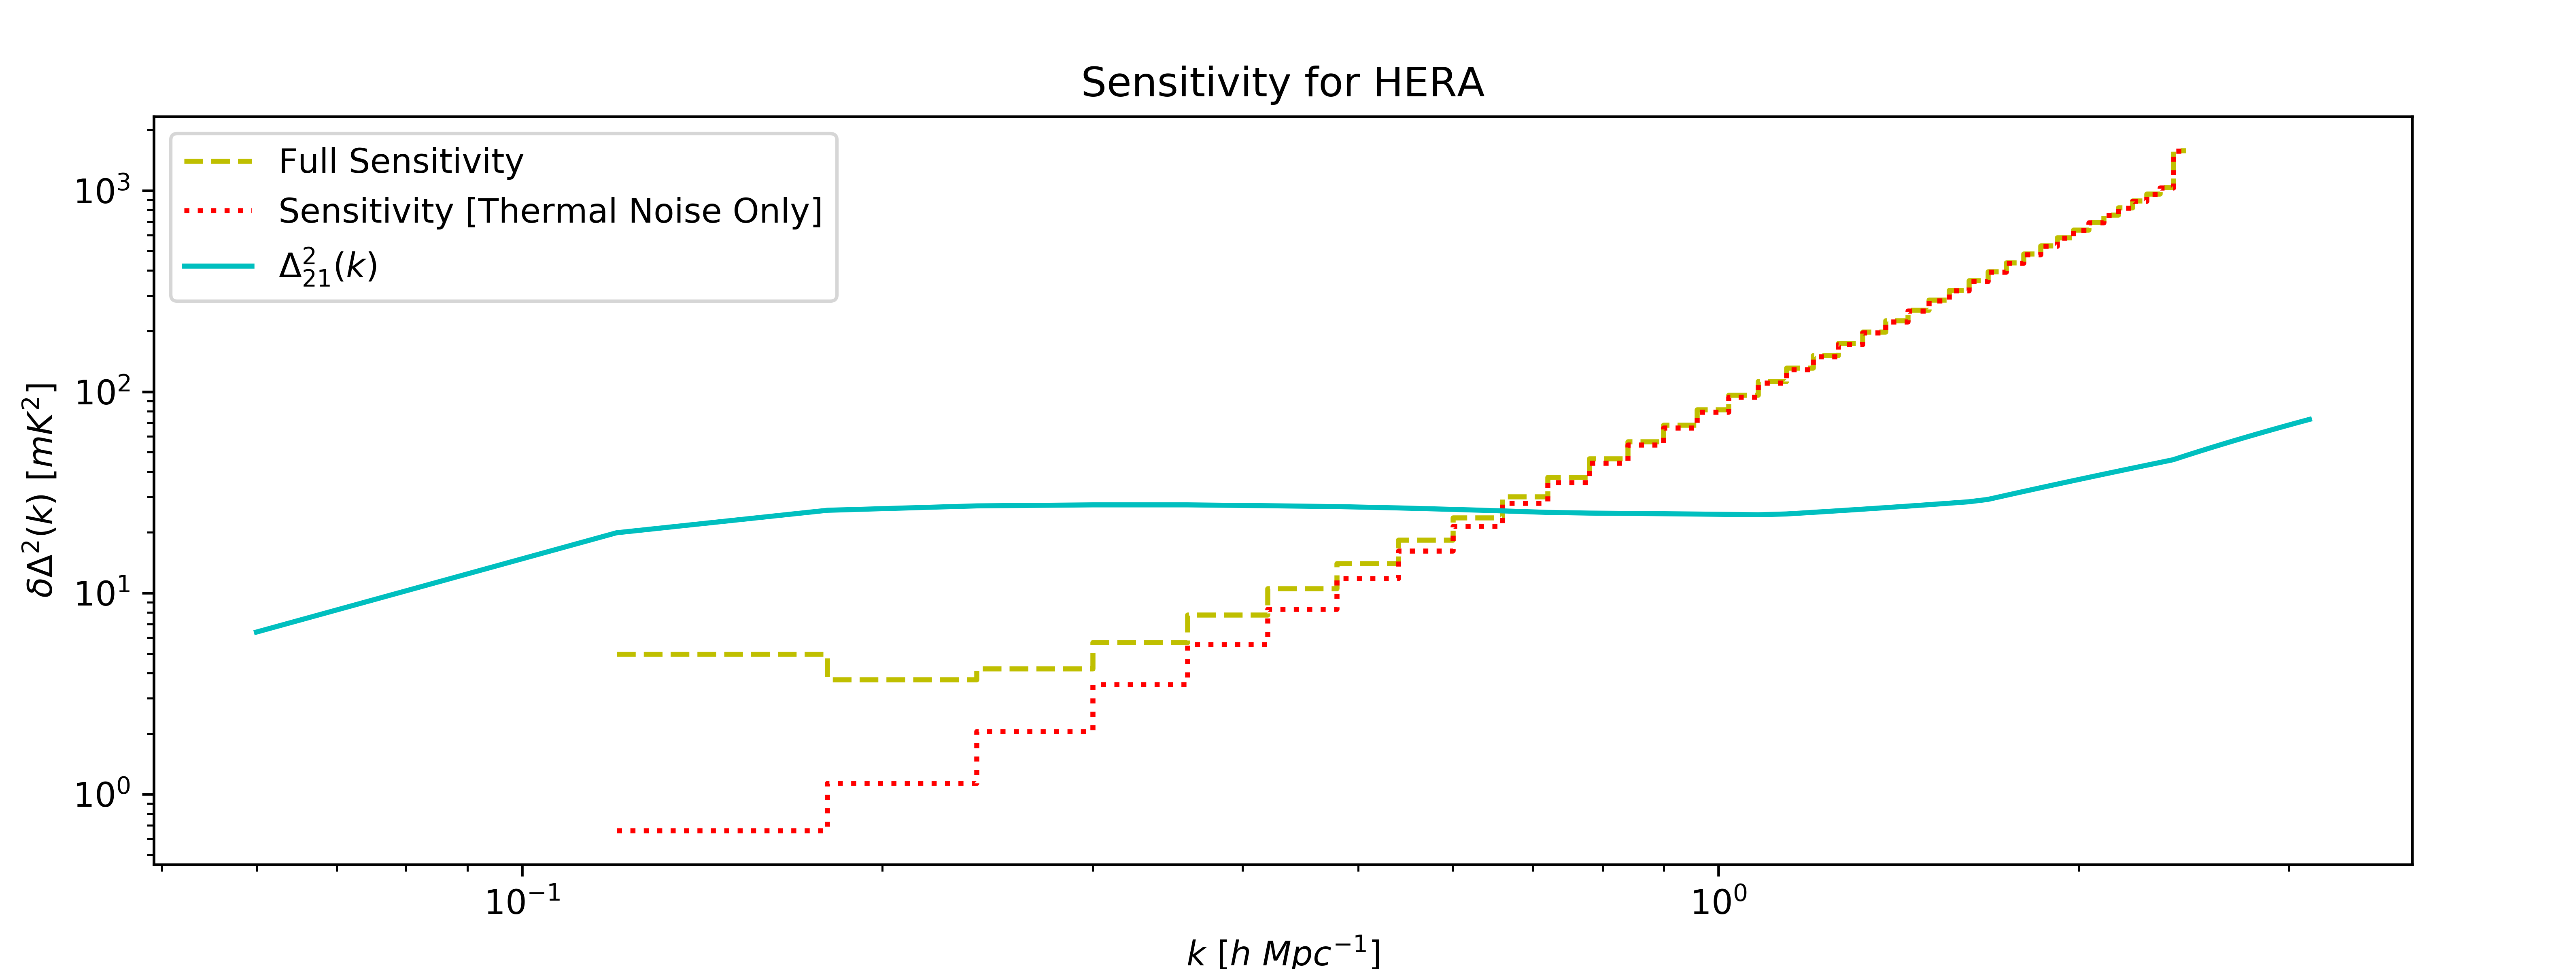 Sensitivity for HERA
Full Sensitivity
Sensitivity [Thermal Noise Only]
Δ²₂₁(k)
10³
10²
10¹
10⁰
δΔ²(k) [mK²]
10⁻¹ 10⁰
k [h Mpc⁻¹]